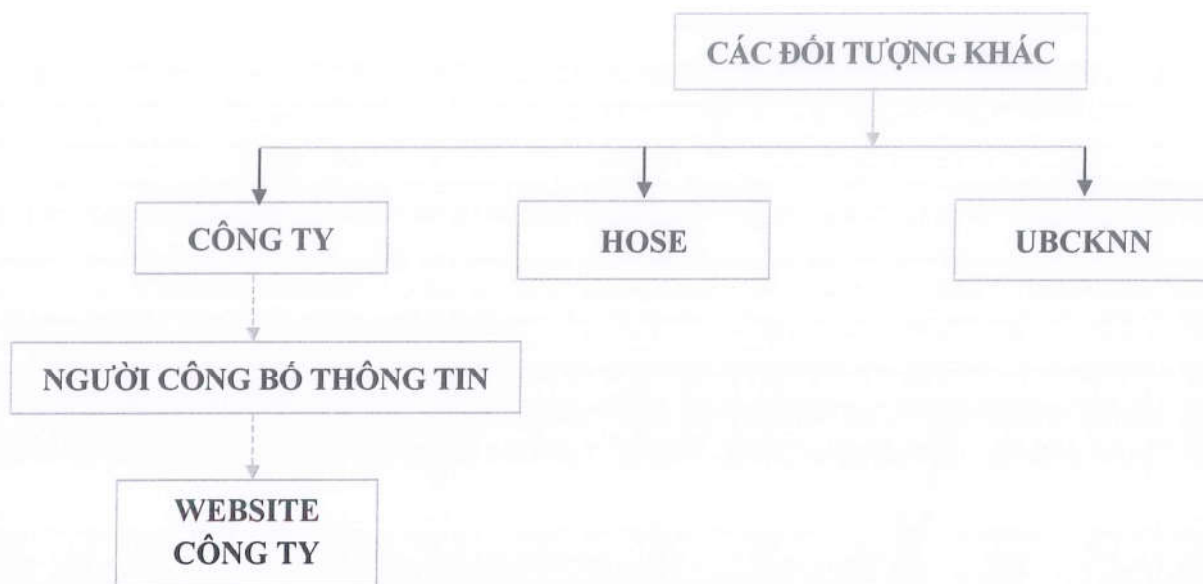 CÁC ĐỐI TƯỢNG KHÁC
CÔNG TY
HOSE
UBCKNN
NGƯỜI CÔNG BỐ THÔNG TIN
WEBSITE
CÔNG TY